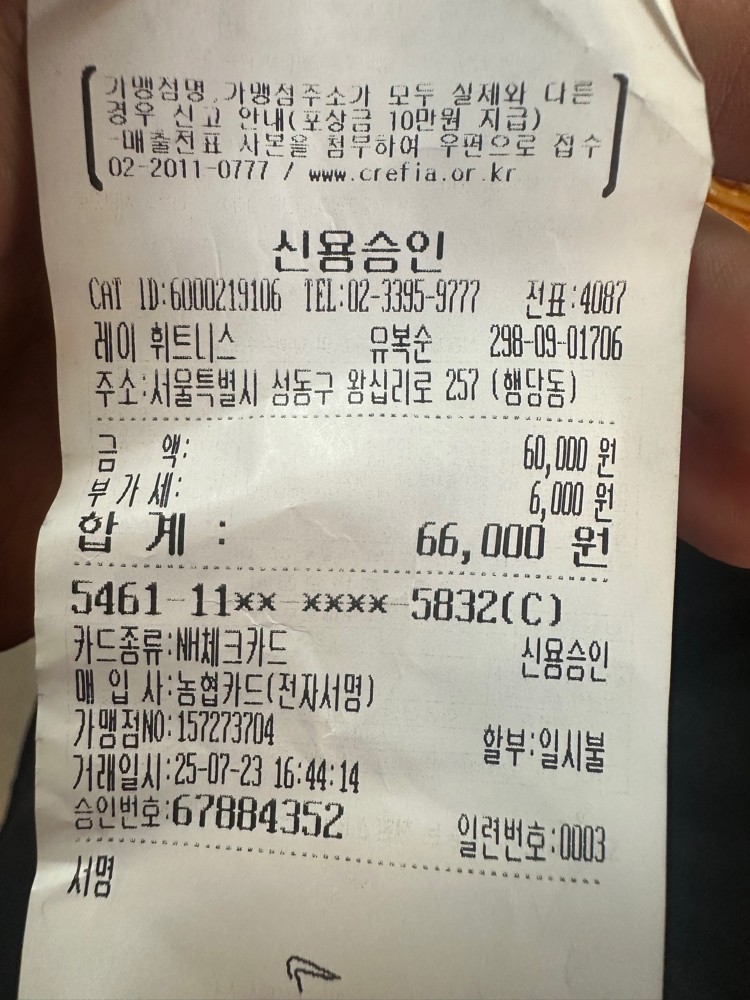 가맹점명,가맹점주소가 모두 실제와 다른
경우 신고 안내(포상금 10만원 지급)
-매출전표 사본을 첨부하여 우편으로 접수
02-2011-0777 / www.crefia.or.kr
신용승인
CAT ID:6000219106 TEL:02-3395-9777 전표:4087
레이 휘트니스 유복순 298-09-01706
주소:서울특별시 성동구 왕십리로 257 (행당동)
금 액: 60,000 원
부 가 세: 6,000 원
합 계 : 66,000 원
5461-11**-****-5832(C)
카드종류:NH체크카드 신용승인
매 입 사:농협카드(전자서명)
가맹점NO:157273704 할부:일시불
거래일시:25-07-23 16:44:14
승인번호:67884352 일련번호:0003
서명